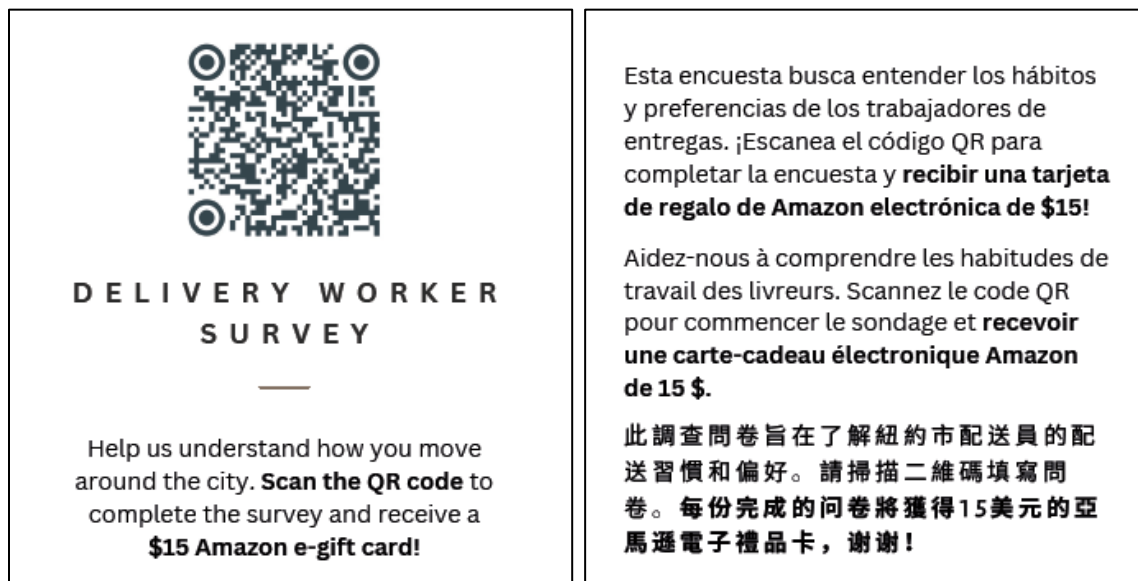 DELIVERY WORKER
SURVEY
Help us understand how you move
around the city. Scan the QR code to
complete the survey and receive a
$15 Amazon e-gift card!
Esta encuesta busca entender los hábitos
y preferencias de los trabajadores de
entregas. ¡Escanea el código QR para
completar la encuesta y recibir una tarjeta
de regalo de Amazon electrónica de $15!
Aidez-nous à comprendre les habitudes de
travail des livreurs. Scannez le code QR
pour commencer le sondage et recevoir
une carte-cadeau électronique Amazon
de 15 $.
此調查問卷旨在了解紐約市配送員的配
送習慣和偏好。請掃描二維碼填寫問
卷。每份完成的问卷將獲得15美元的亞
馬遜電子禮品卡，谢谢！